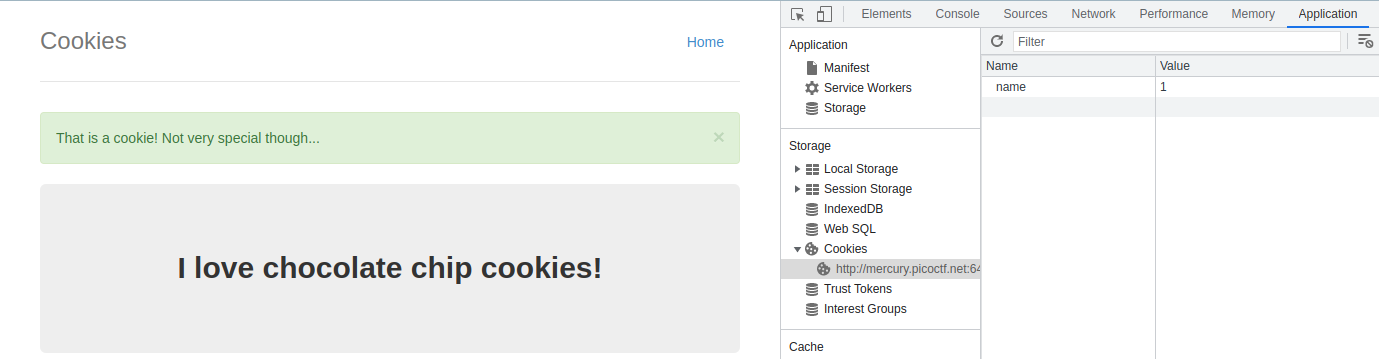 Cookies
Home
That is a cookie! Not very special though...
×
I love chocolate chip cookies!
Elements Console Sources Network Performance Memory Application
Application
Manifest
Service Workers
Storage
Storage
Local Storage
Session Storage
IndexedDB
Web SQL
Cookies
http://mercury.picoctf.net:64
Trust Tokens
Interest Groups
Cache
Filter
Name Value
name 1